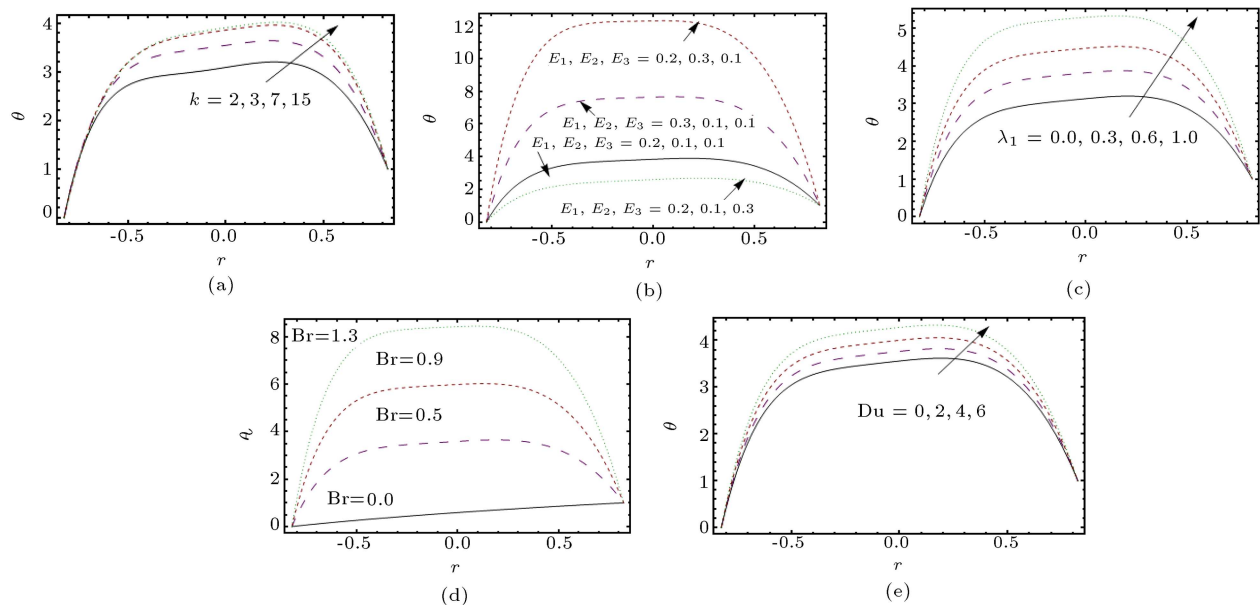 4
3
2
1
0
θ
k = 2, 3, 7, 15
-0.5
0.0
0.5
r
(a)
12
10
8
6
4
2
0
θ
E1, E2, E3 = 0.2, 0.3, 0.1
E1, E2, E3 = 0.3, 0.1, 0.1
E1, E2, E3 = 0.2, 0.1, 0.1
E1, E2, E3 = 0.2, 0.1, 0.3
-0.5
0.0
0.5
r
(b)
5
4
3
2
1
0
θ
λ1 = 0.0, 0.3, 0.6, 1.0
-0.5
0.0
0.5
r
(c)
8
6
4
2
0
Br=1.3
Br=0.9
Br=0.5
Br=0.0
-0.5
0.0
0.5
r
(d)
4
3
2
1
0
θ
Du = 0, 2, 4, 6
-0.5
0.0
0.5
r
(e)